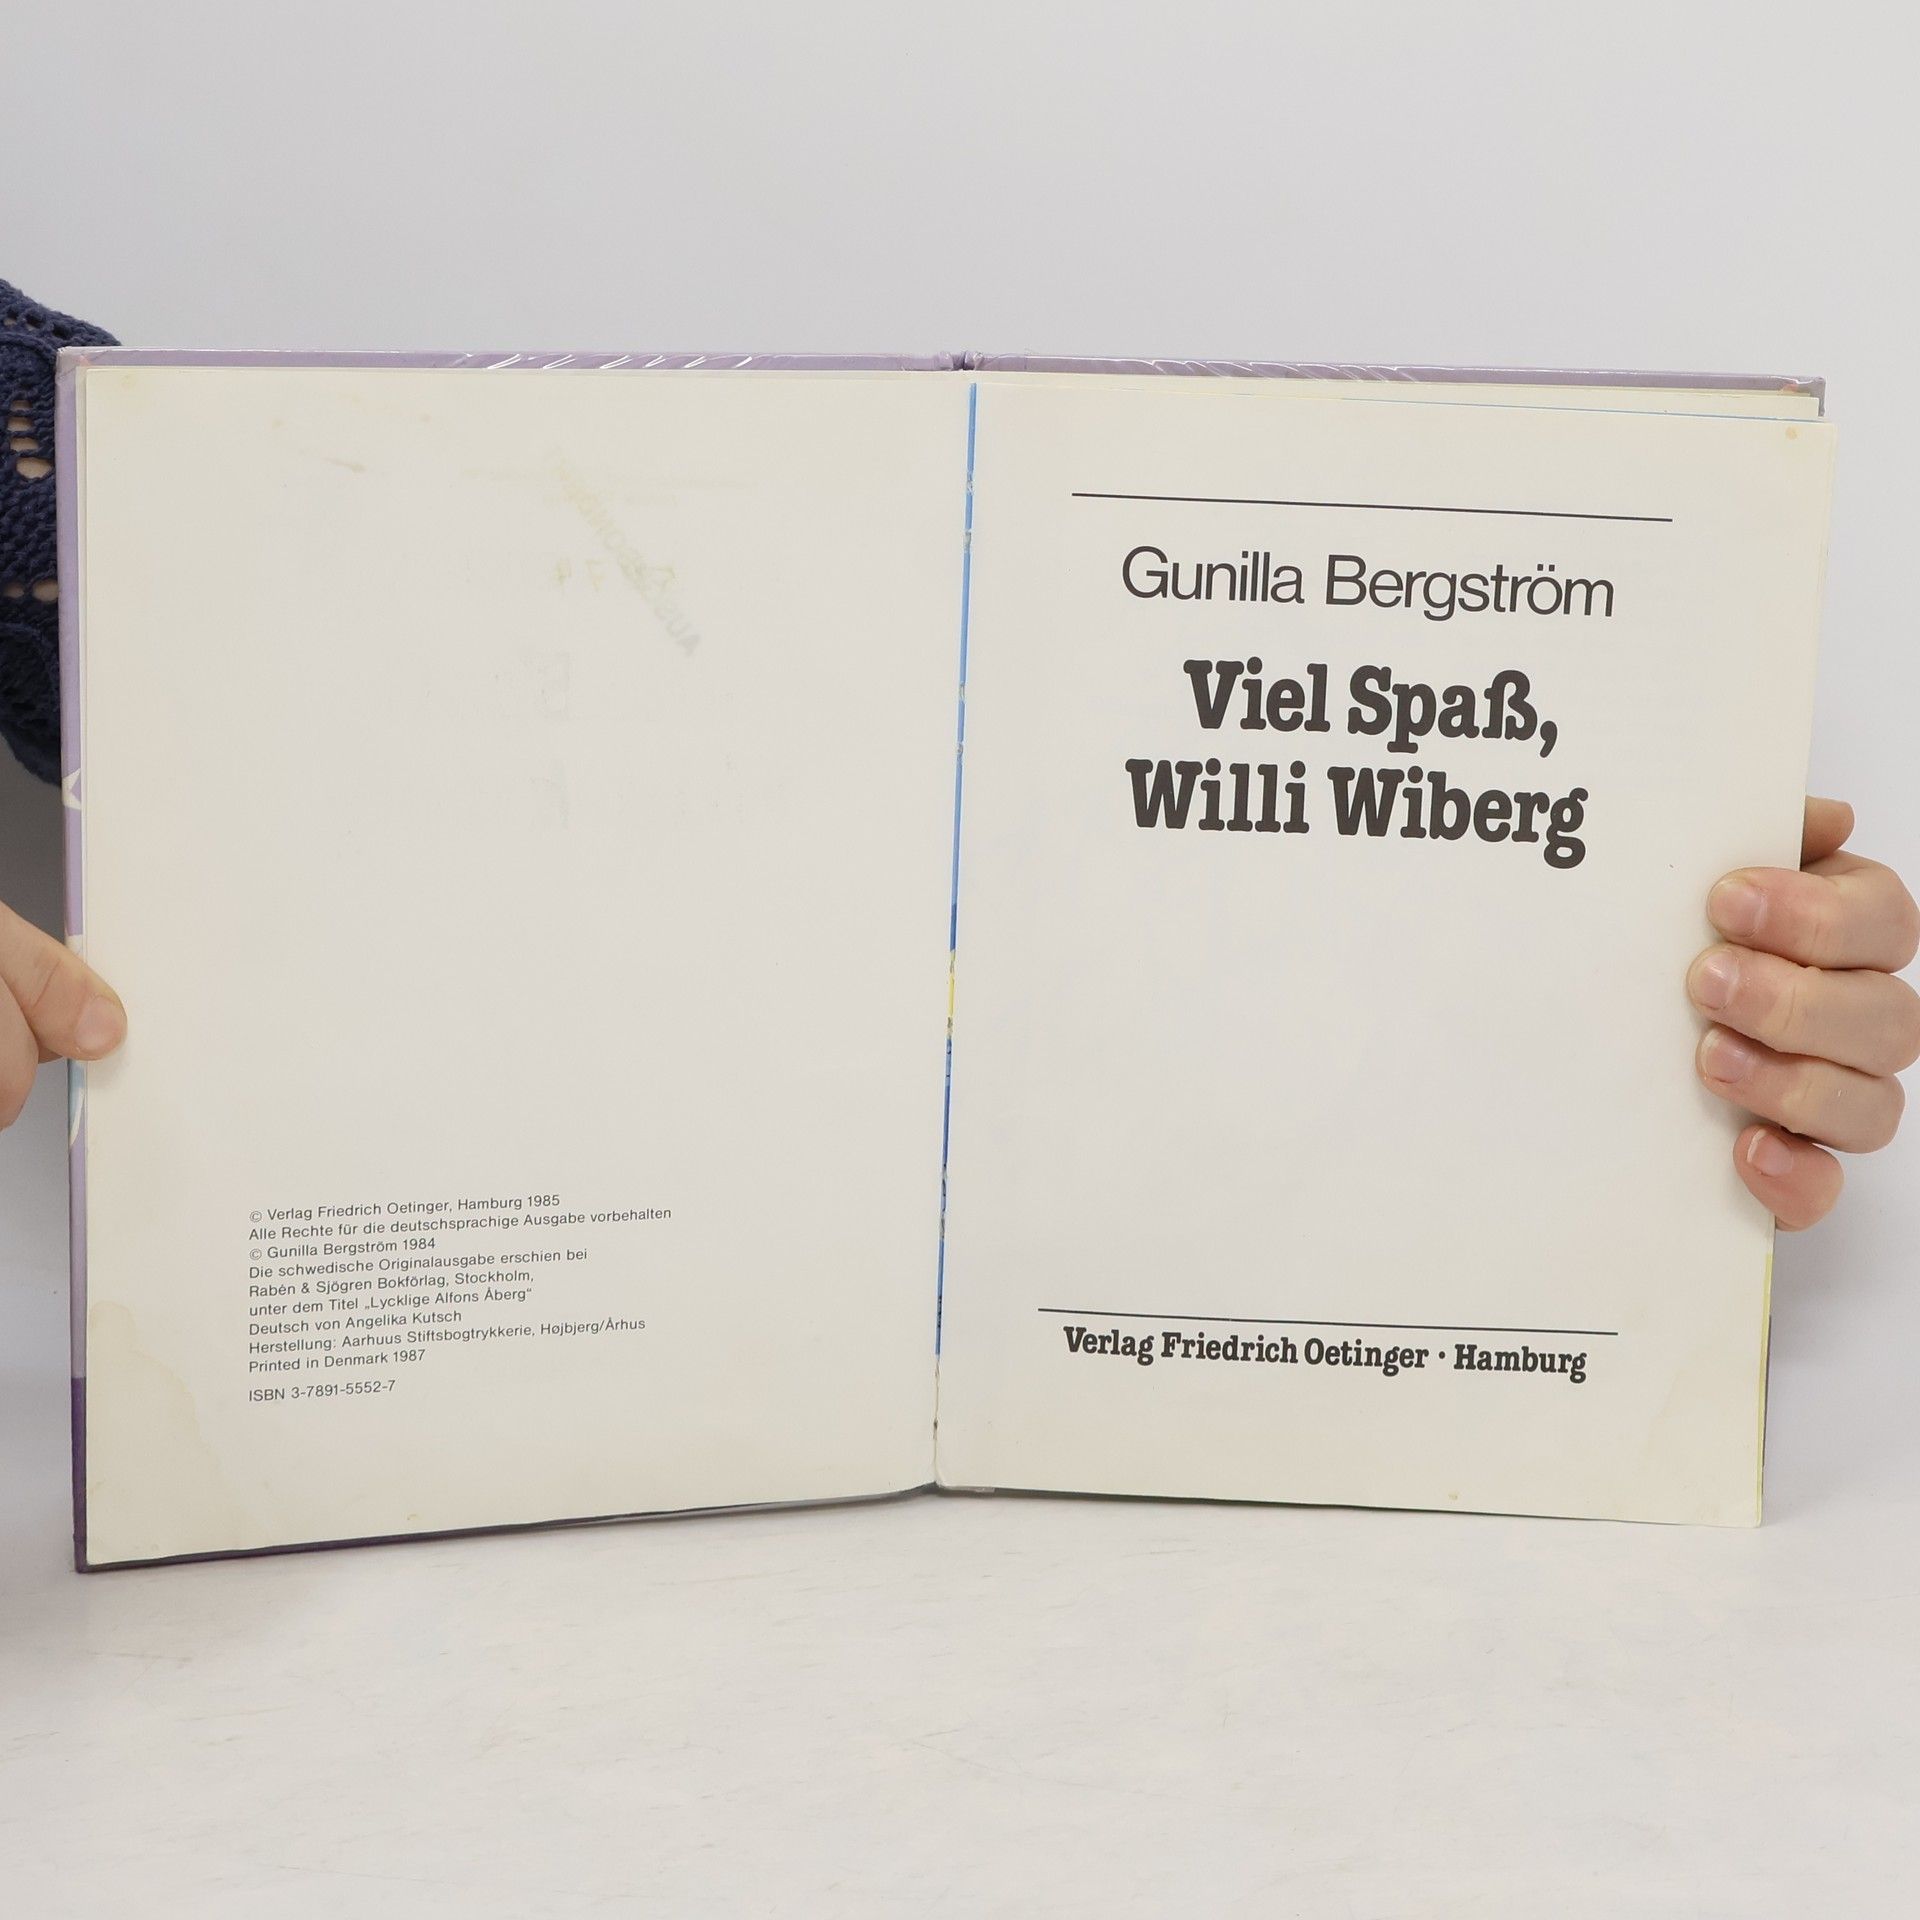 © Verlag Friedrich Oetinger, Hamburg 1985
Alle Rechte für die deutschsprachige Ausgabe vorbehalten
© Gunilla Bergström 1984
Die schwedische Originalausgabe erschien bei
Rabén & Sjögren Bokförlag, Stockholm,
unter dem Titel „Lycklige Alfons Åberg“
Deutsch von Angelika Kutsch
Herstellung: Aarhuus Stiftsbogtrykkerie, Højbjerg/Århus
Printed in Denmark 1987
ISBN 3-7891-5552-7
Gunilla Bergström
Viel Spaß,
Willi Wiberg
Verlag Friedrich Oetinger · Hamburg